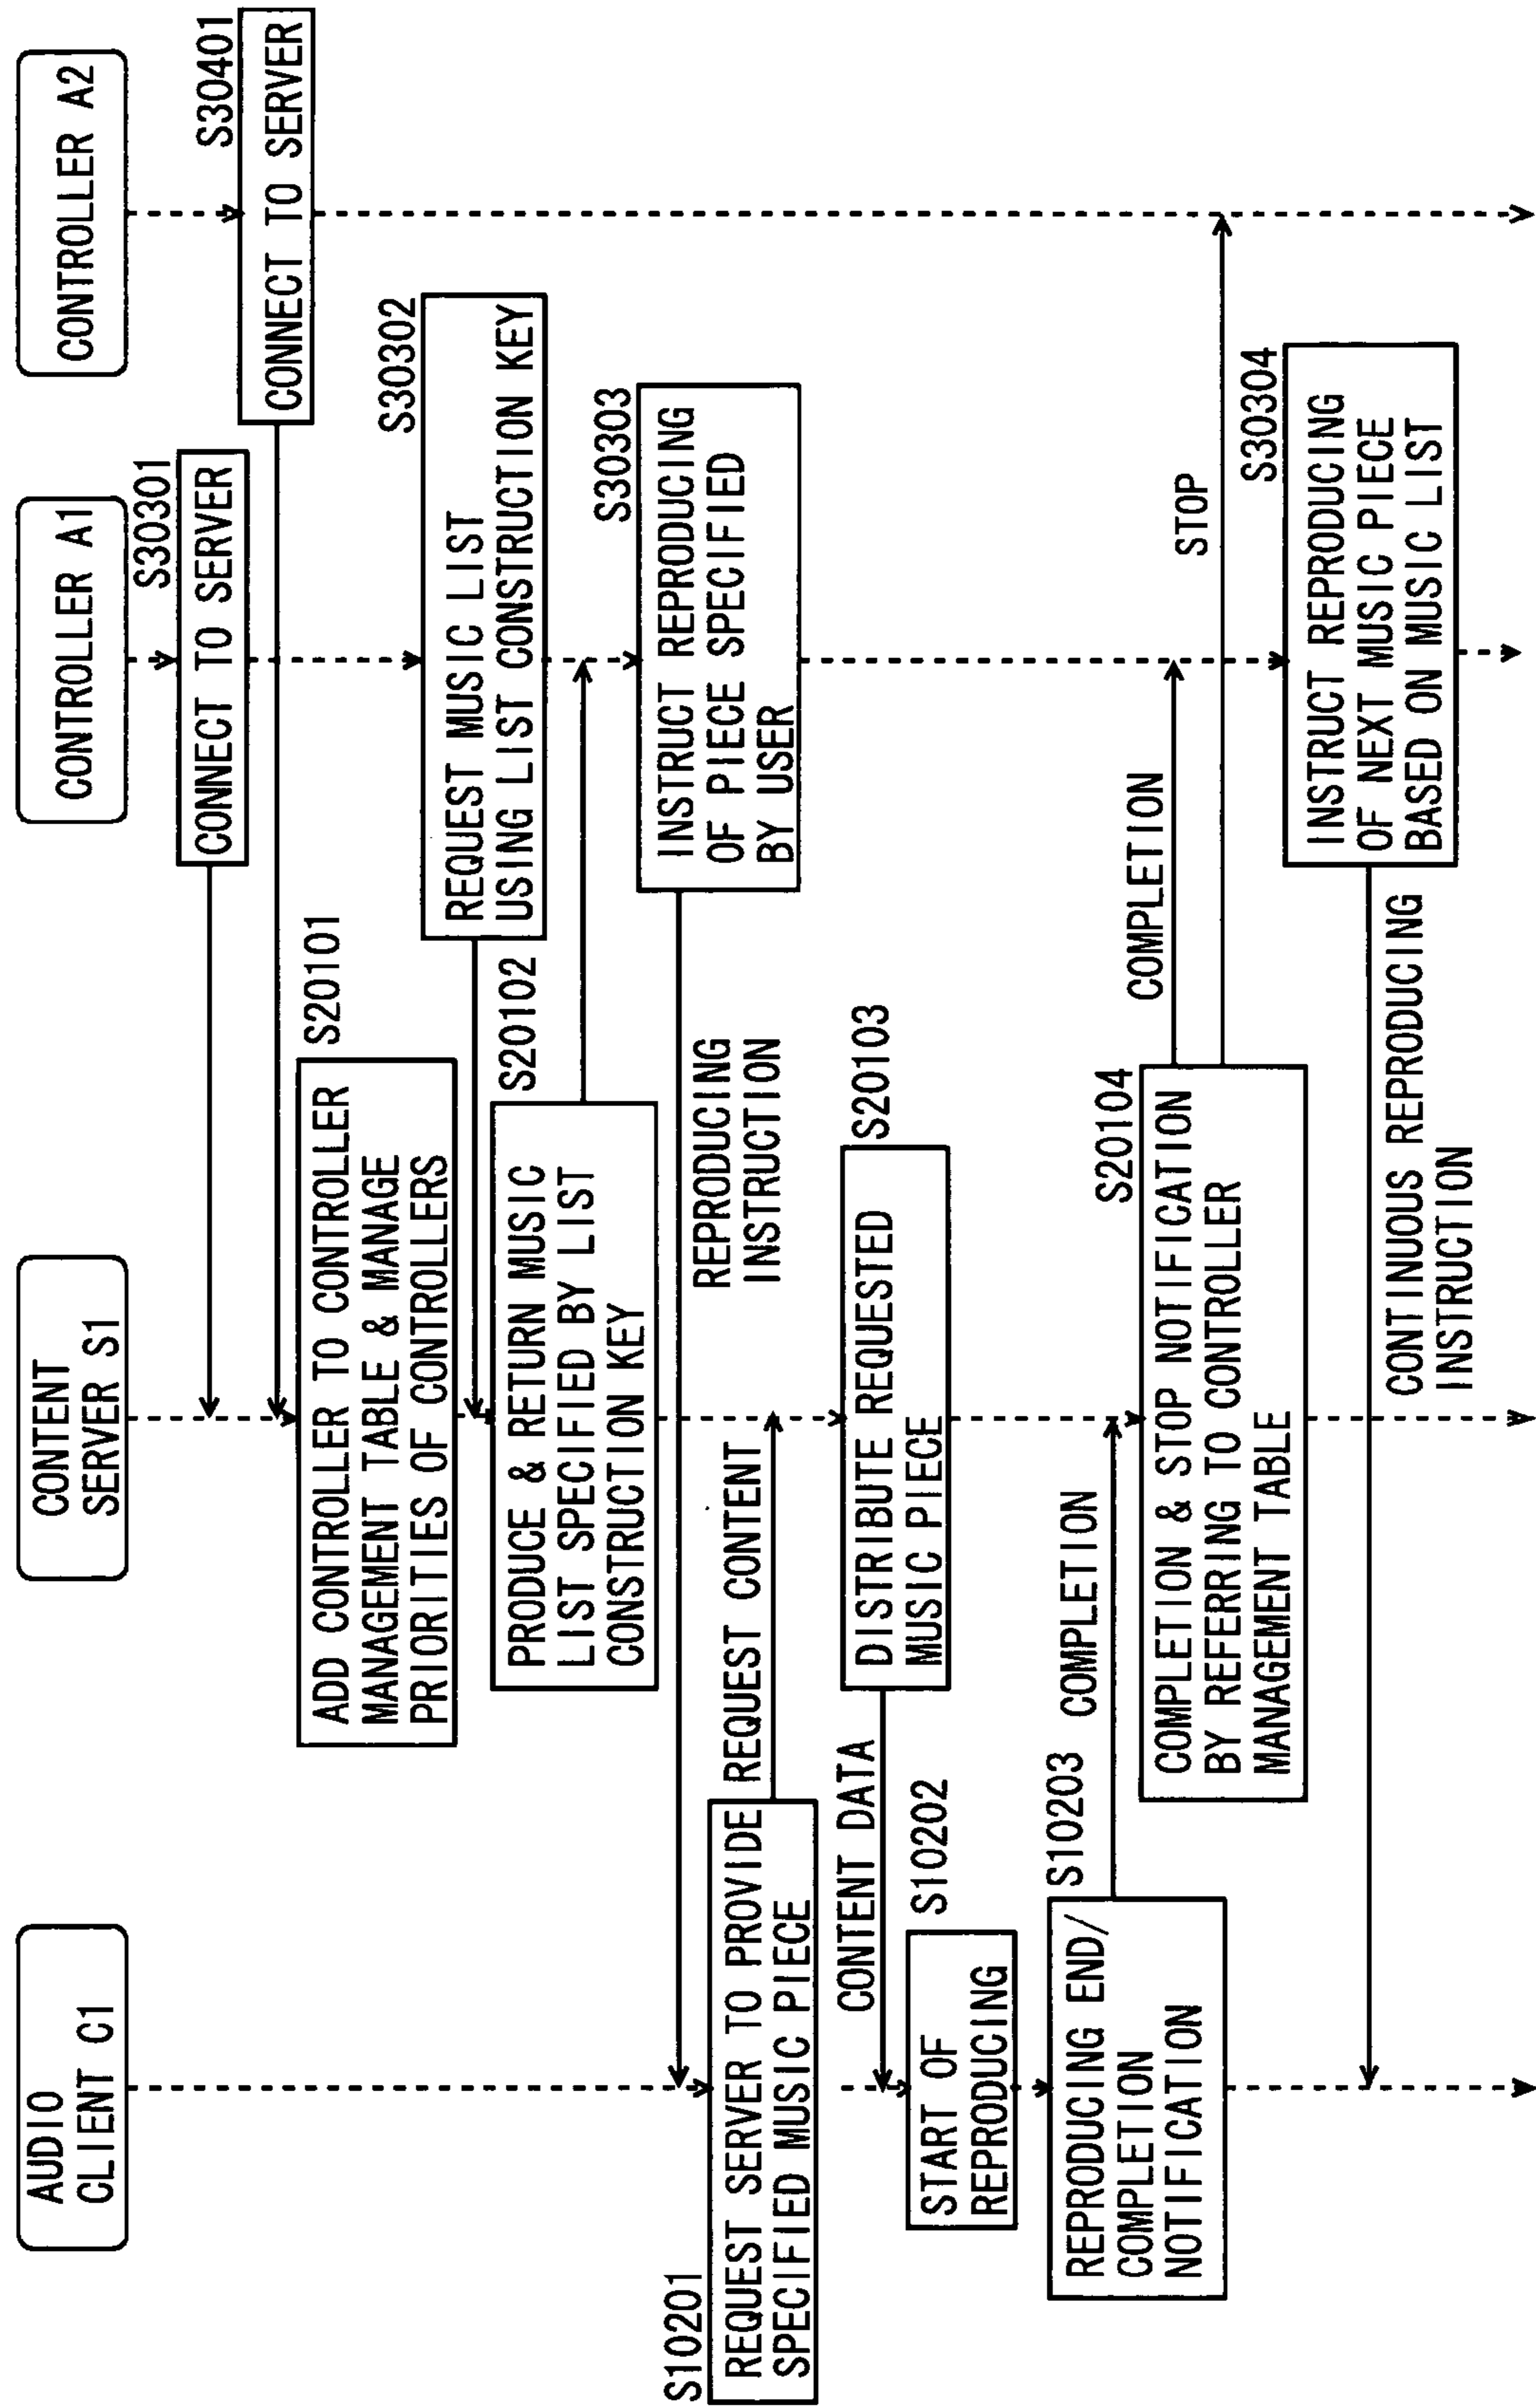 AUDIO
CLIENT C1
CONTENT
SERVER S1
CONTROLLER A1
CONTROLLER A2
S30301
CONNECT TO SERVER
S30401
CONNECT TO SERVER
S20101
ADD CONTROLLER TO CONTROLLER
MANAGEMENT TABLE & MANAGE
PRIORITIES OF CONTROLLERS
S30302
REQUEST MUSIC LIST
USING LIST CONSTRUCTION KEY
S20102
PRODUCE & RETURN MUSIC
LIST SPECIFIED BY LIST
CONSTRUCTION KEY
S30303
INSTRUCT REPRODUCING
OF PIECE SPECIFIED
BY USER
REPRODUCING
INSTRUCTION
S10201
REQUEST SERVER TO PROVIDE
SPECIFIED MUSIC PIECE
REQUEST CONTENT
S20103
DISTRIBUTE REQUESTED
MUSIC PIECE
CONTENT DATA
S10202
START OF
REPRODUCING
S10203
REPRODUCING END/
COMPLETION
NOTIFICATION
COMPLETION
S20104
COMPLETION & STOP NOTIFICATION
BY REFERRING TO CONTROLLER
MANAGEMENT TABLE
COMPLETION
STOP
S30304
INSTRUCT REPRODUCING
OF NEXT MUSIC PIECE
BASED ON MUSIC LIST
CONTINUOUS REPRODUCING
INSTRUCTION